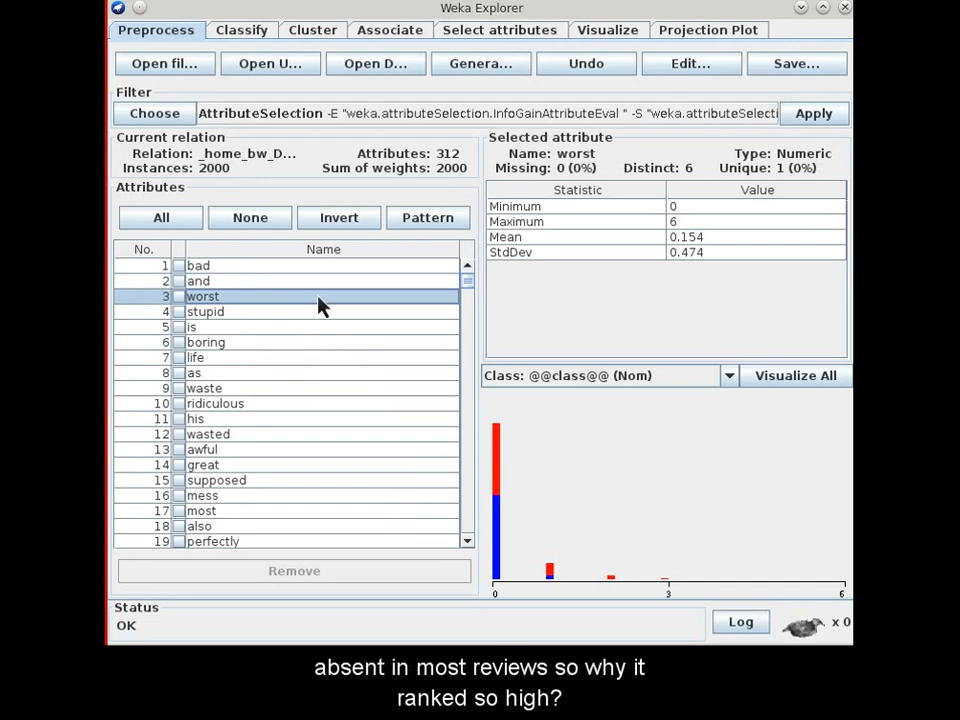 Weka Explorer
Preprocess Classify Cluster Associate Select attributes Visualize Projection Plot
Open fil... Open U... Open D... Genera... Undo Edit... Save...
Filter
Choose AttributeSelection -E "weka.attributeSelection.InfoGainAttributeEval " -S "weka.attributeSelecti Apply
Current relation
Relation: _home_bw_D... Attributes: 312
Instances: 2000 Sum of weights: 2000
Attributes
All None Invert Pattern
No. Name
1 bad
2 and
3 worst
4 stupid
5 is
6 boring
7 life
8 as
9 waste
10 ridiculous
11 his
12 wasted
13 awful
14 great
15 supposed
16 mess
17 most
18 also
19 perfectly
Remove
Selected attribute
Name: worst Type: Numeric
Missing: 0 (0%) Distinct: 6 Unique: 1 (0%)
Statistic Value
Minimum 0
Maximum 6
Mean 0.154
StdDev 0.474
Class: @@class@@ (Nom) Visualize All
0 3 6
Status
OK Log x 0
absent in most reviews so why it
ranked so high?